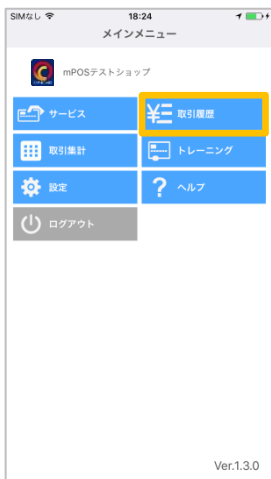 SIMなし 18:24
メインメニュー
mPOSテストショップ
サービス 取引履歴
取引集計 トレーニング
設定 ヘルプ
ログアウト
Ver.1.3.0